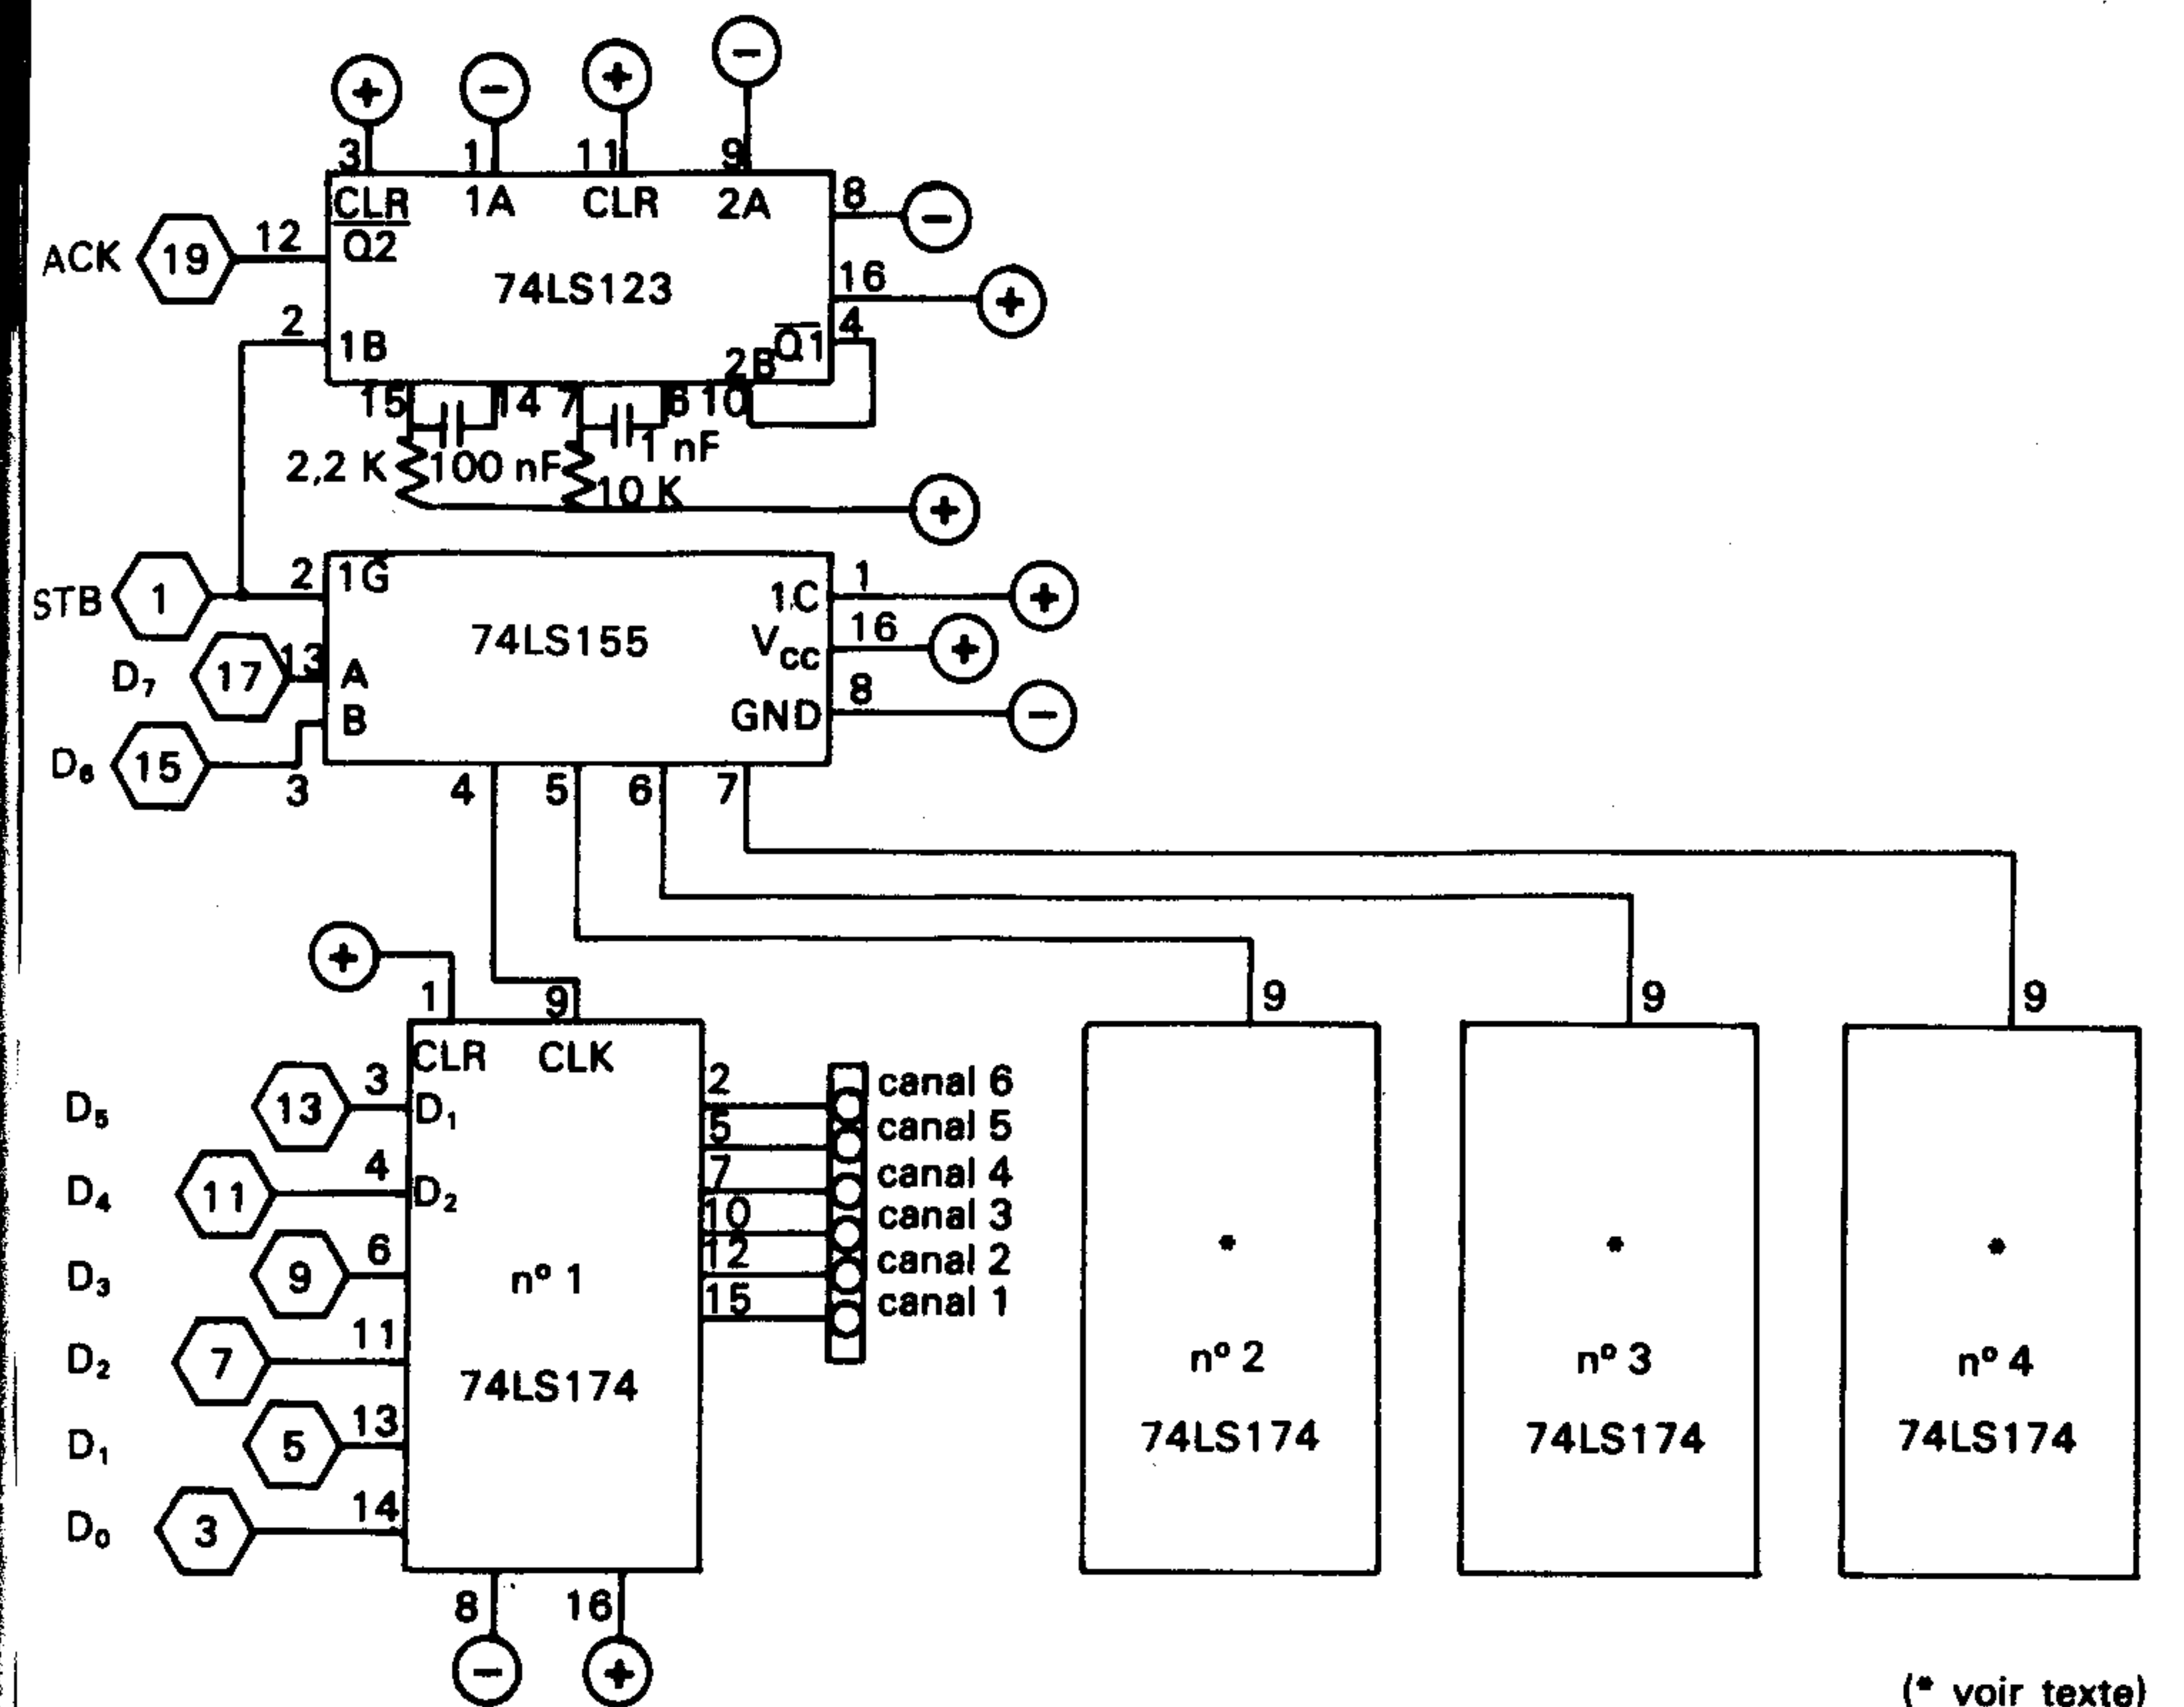 + − + −
3 1 11 9
CLR 1A CLR 2A 8 −
ACK 19 12 Q2
74LS123
16 +
2 1B 2B Q1 4
15 14 7 6 10
2,2 K 100 nF 1 nF
10 K
+
STB 1 2 1G 1C 1 +
74LS155
VCC 16 +
D7 17 13 A
B GND 8 −
D6 15 3
4 5 6 7
+ 1 9 9 9 9
CLR CLK
D5 13 3 D1 2 canal 6
5 canal 5
D4 11 4 D2 7 canal 4
10 canal 3
D3 9 6 12 canal 2
15 canal 1
nº 1
D2 7 11
74LS174
D1 5 13
D0 3 14
8 16
− +
* * *
nº 2 nº 3 nº 4
74LS174 74LS174 74LS174
(* voir texte)